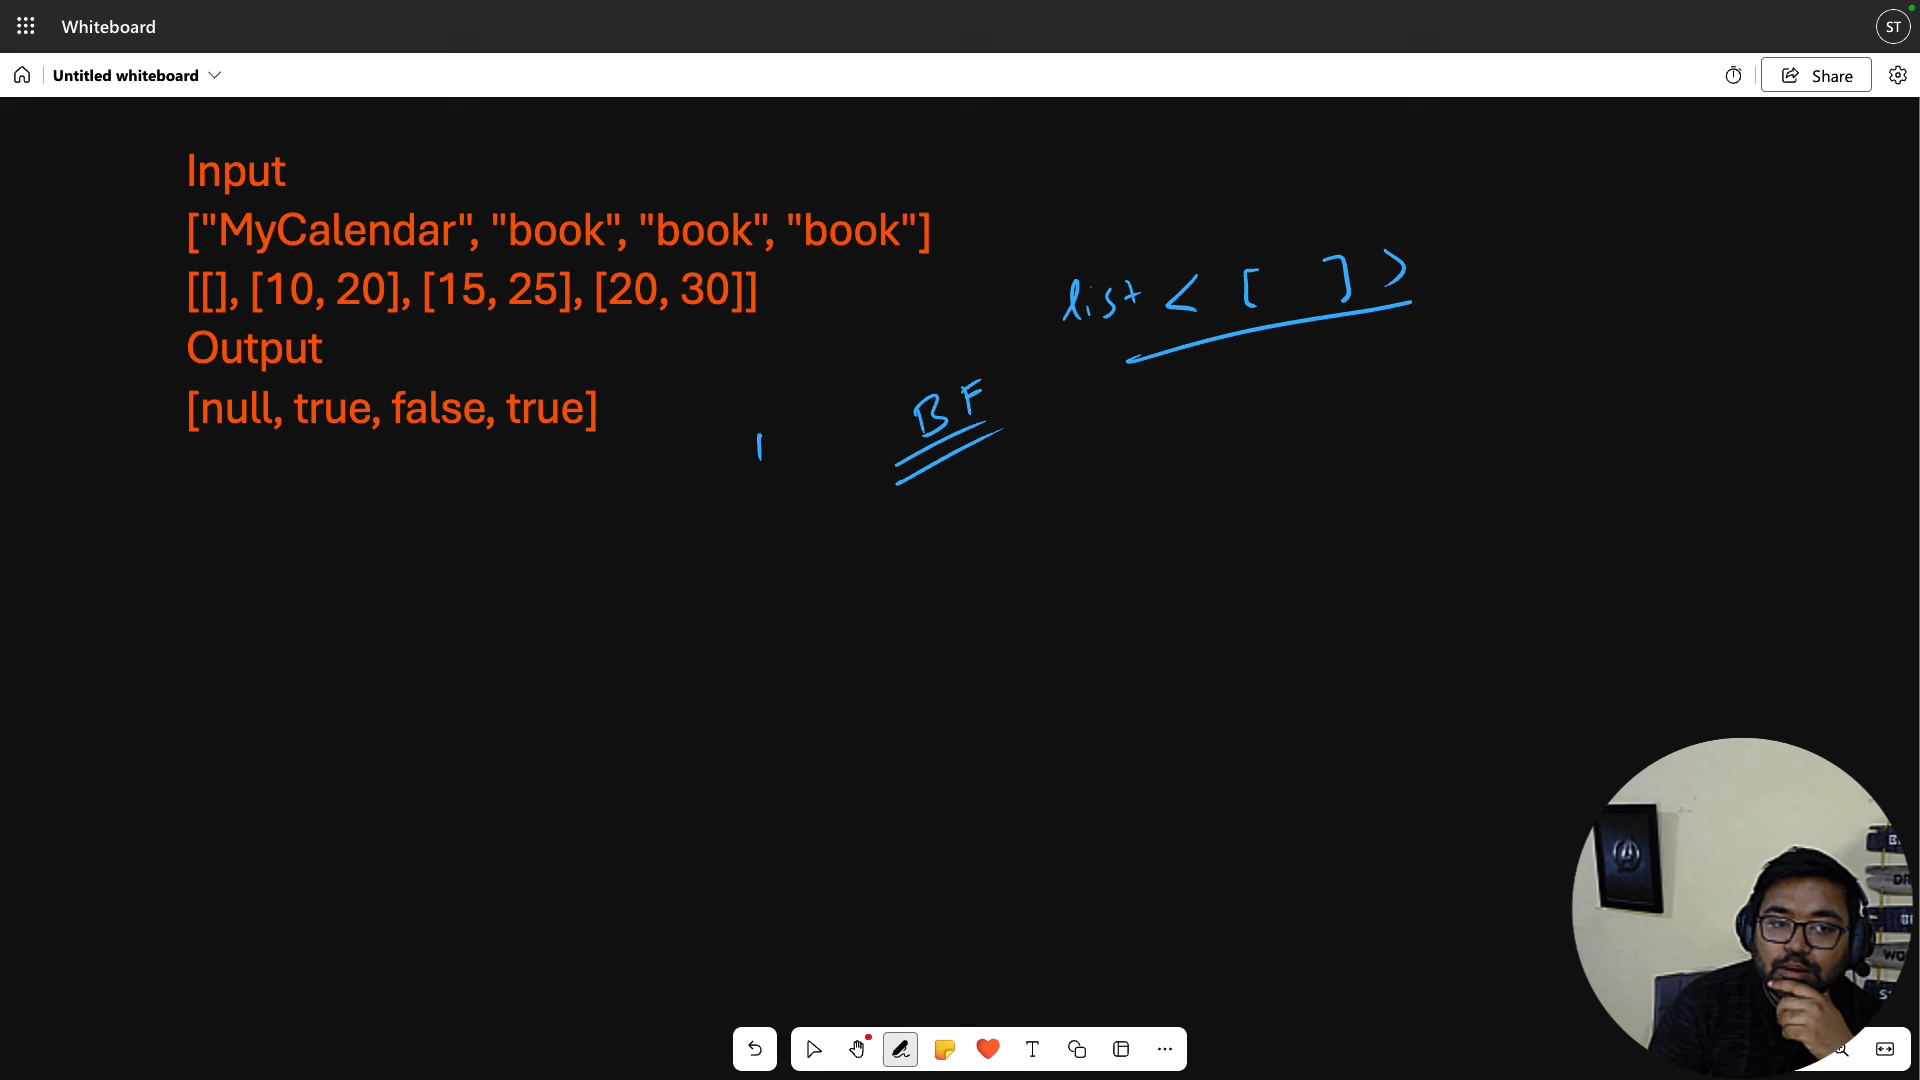 Whiteboard
ST
Untitled whiteboard
Share
Input
["MyCalendar", "book", "book", "book"]
[[], [10, 20], [15, 25], [20, 30]]
Output
[null, true, false, true]
list < [ ] >
BF
I
T